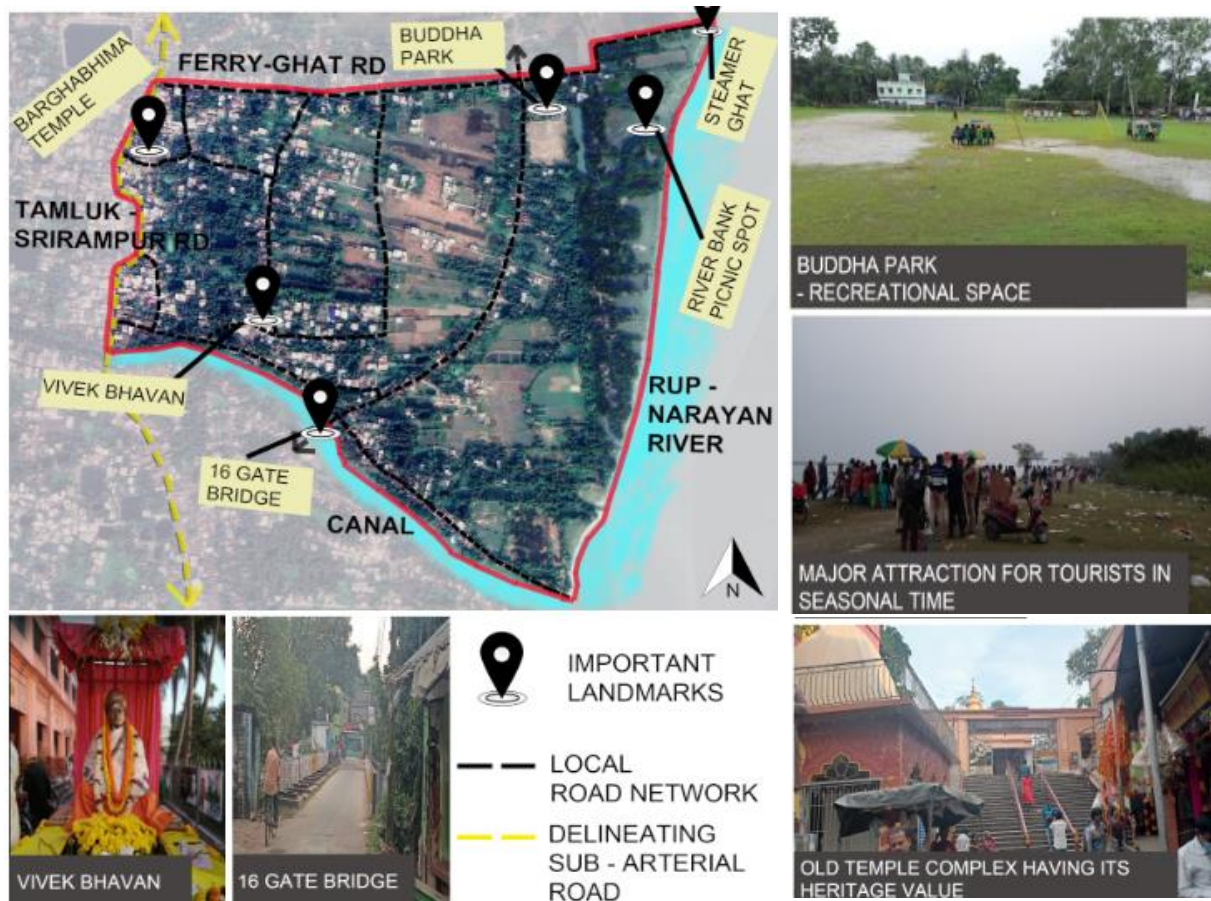 BARGHABHIMA
TEMPLE
FERRY-GHAT RD
BUDDHA
PARK
STEAMER
GHAT
TAMLUK -
SRIRAMPUR RD
RIVER BANK
PICNIC SPOT
VIVEK BHAVAN
RUP -
NARAYAN
RIVER
16 GATE
BRIDGE
CANAL
N
BUDDHA PARK
- RECREATIONAL SPACE
MAJOR ATTRACTION FOR TOURISTS IN
SEASONAL TIME
VIVEK BHAVAN
16 GATE BRIDGE
IMPORTANT
LANDMARKS
LOCAL
ROAD NETWORK
DELINEATING
SUB - ARTERIAL
ROAD
OLD TEMPLE COMPLEX HAVING ITS
HERITAGE VALUE